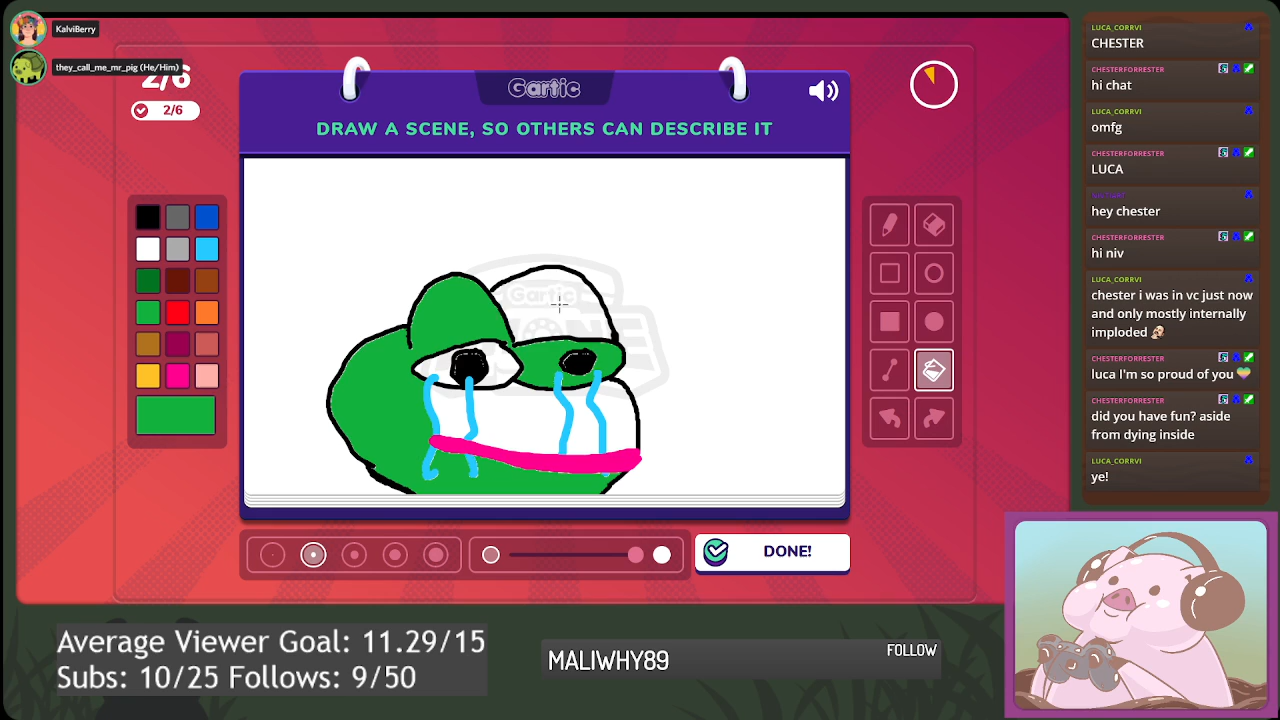 KalviBerry
they_call_me_mr_pig (He/Him)
2/6
2/6
Gartic
DRAW A SCENE, SO OTHERS CAN DESCRIBE IT
Gartic
DONE!
LUCA_CORRVI
CHESTER
CHESTERFORRESTER
hi chat
LUCA_CORRVI
omfg
CHESTERFORRESTER
LUCA
hey chester
CHESTERFORRESTER
hi niv
LUCA_CORRVI
chester i was in vc just now
and only mostly internally
imploded
CHESTERFORRESTER
luca I'm so proud of you
CHESTERFORRESTER
did you have fun? aside
from dying inside
LUCA_CORRVI
ye!
Average Viewer Goal: 11.29/15
Subs: 10/25 Follows: 9/50
MALIWHY89
FOLLOW